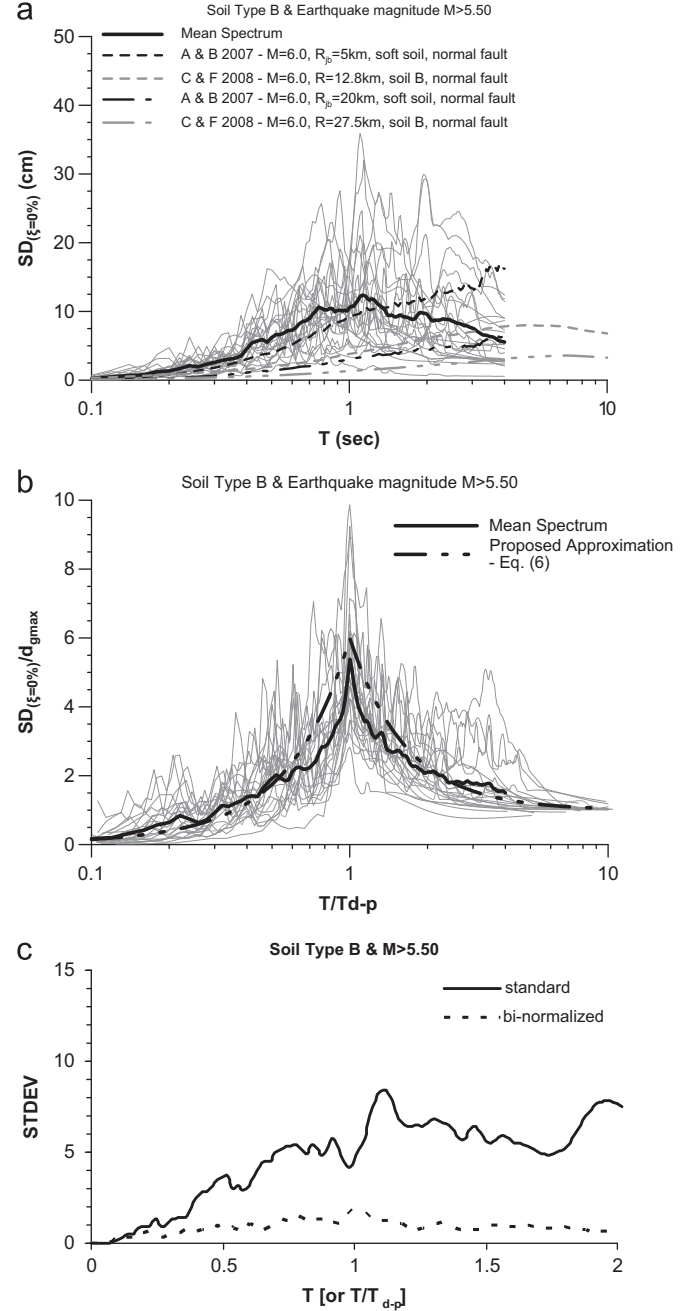 a
Soil Type B & Earthquake magnitude M>5.50
Mean Spectrum
A & B 2007 - M=6.0, Rjb=5km, soft soil, normal fault
C & F 2008 - M=6.0, R=12.8km, soil B, normal fault
A & B 2007 - M=6.0, Rjb=20km, soft soil, normal fault
C & F 2008 - M=6.0, R=27.5km, soil B, normal fault
50
40
30
20
10
0
SD(ξ=0%) (cm)
0.1
1
10
T (sec)
b
Soil Type B & Earthquake magnitude M>5.50
Mean Spectrum
Proposed Approximation
- Eq. (6)
10
8
6
4
2
0
SD(ξ=0%)/dgmax
0.1
1
10
T/Td-p
c
Soil Type B & M>5.50
standard
bi-normalized
15
10
5
0
STDEV
0
0.5
1
1.5
2
T [or T/Td-p]